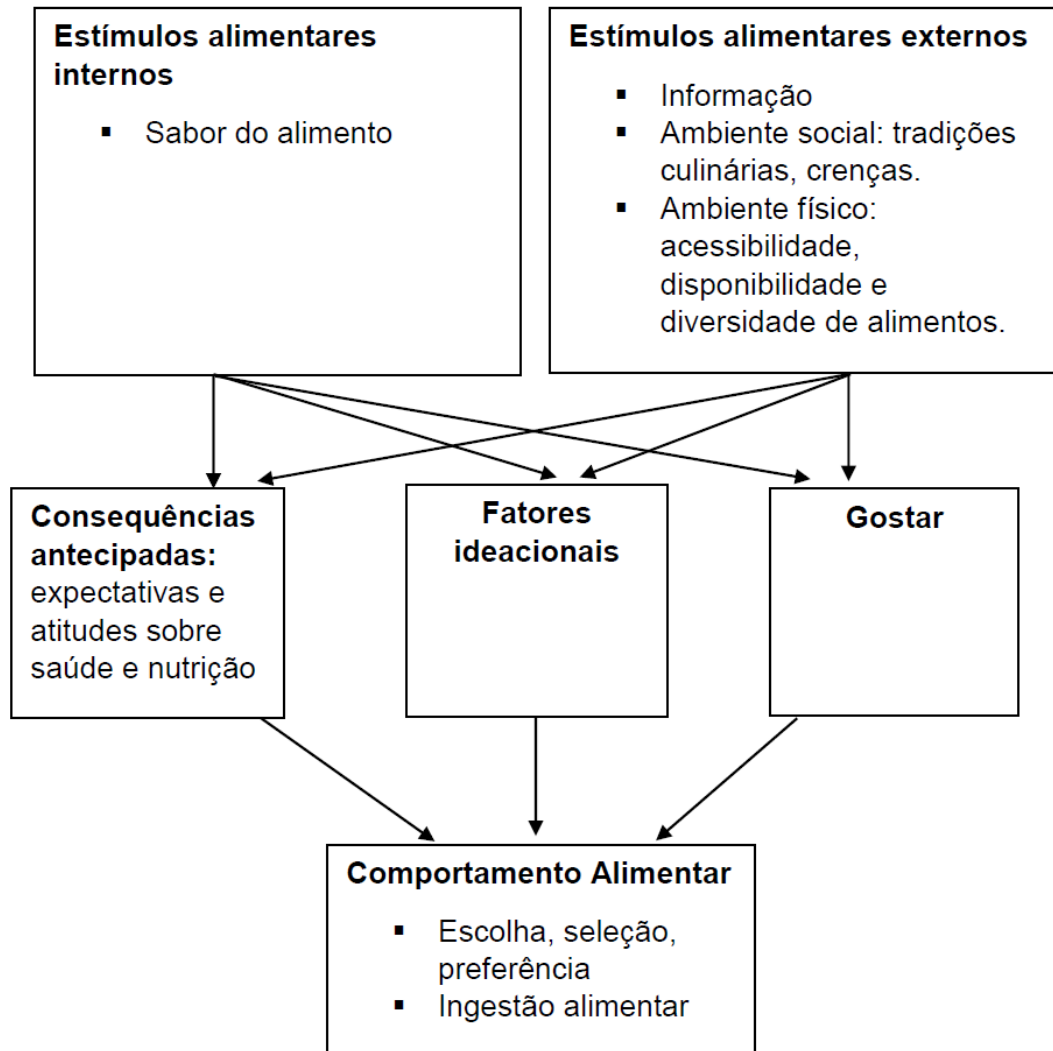 Estímulos alimentares
internos
▪ Sabor do alimento
Estímulos alimentares externos
▪ Informação
▪ Ambiente social: tradições
culinárias, crenças.
▪ Ambiente físico:
acessibilidade,
disponibilidade e
diversidade de alimentos.
Consequências
antecipadas:
expectativas e
atitudes sobre
saúde e nutrição
Fatores
ideacionais
Gostar
Comportamento Alimentar
▪ Escolha, seleção,
preferência
▪ Ingestão alimentar